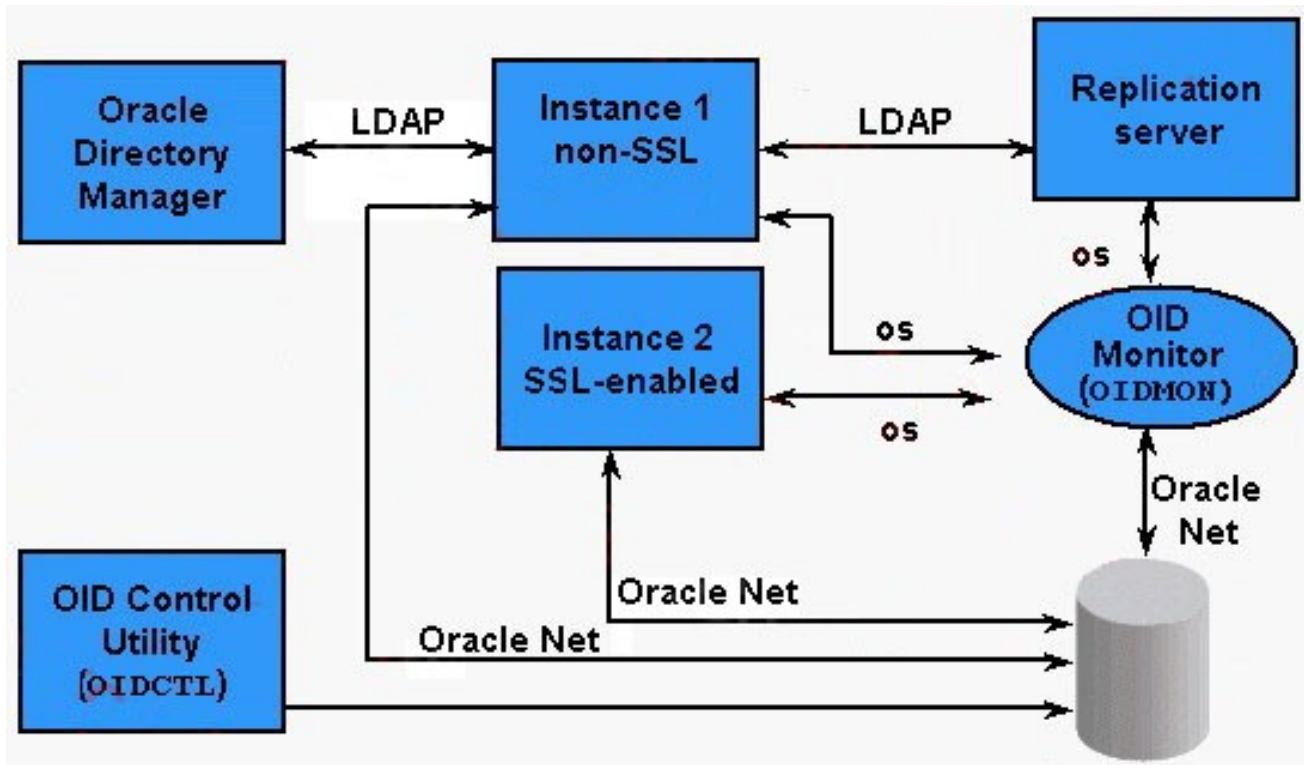 Oracle
Directory
Manager
LDAP
Instance 1
non-SSL
LDAP
Replication
server
os
Instance 2
SSL-enabled
os
os
OID
Monitor
(OIDMON)
Oracle
Net
OID Control
Utility
(OIDCTL)
Oracle Net
Oracle Net